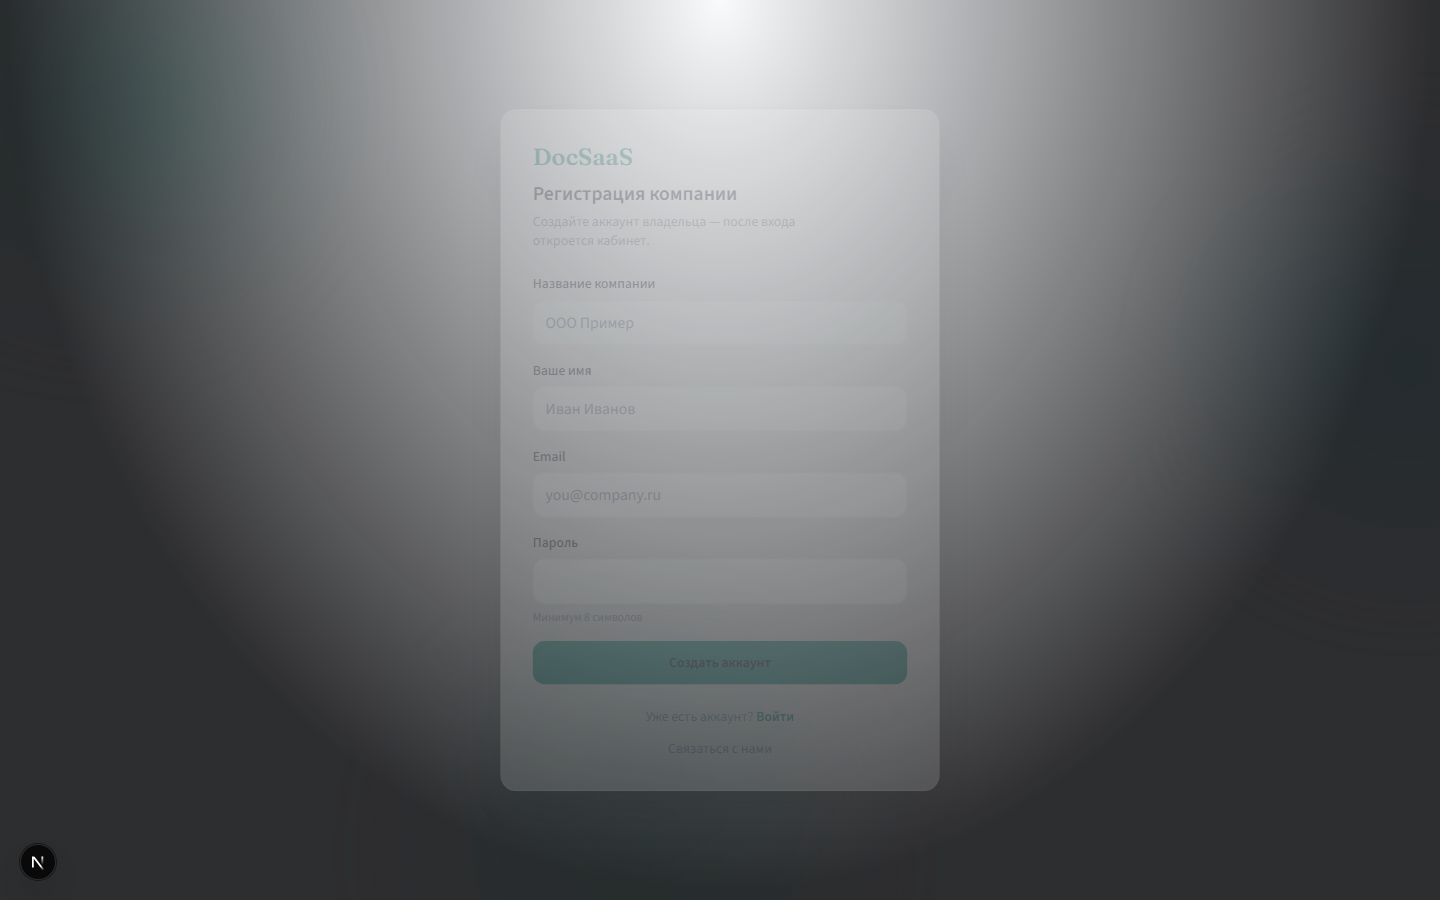 DocSaaS
Регистрация компании
Создайте аккаунт владельца — после входа
откроется кабинет.
Название компании
ООО Пример
Ваше имя
Иван Иванов
Email
you@company.ru
Пароль
Минимум 8 символов
Создать аккаунт
Уже есть аккаунт? Войти
Связаться с нами
N